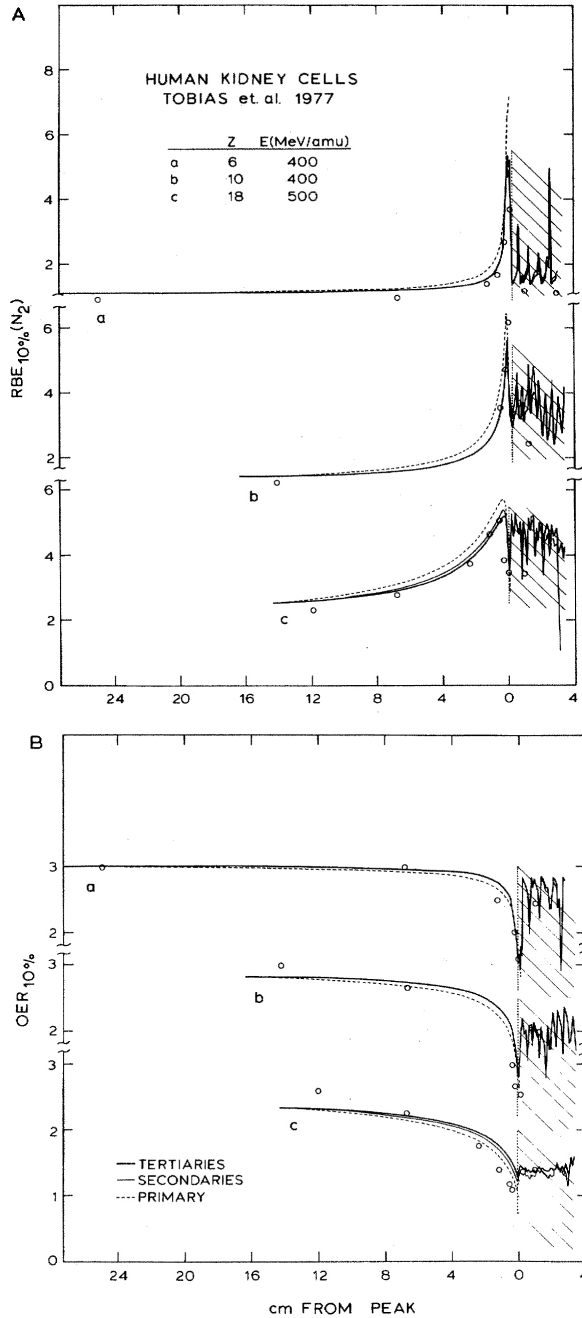 A
HUMAN KIDNEY CELLS
TOBIAS et. al. 1977
Z E(MeV/amu)
a 6 400
b 10 400
c 18 500
8
6
4
2
a
6
4
2
b
6
4
2
0
c
RBE10%(N2)
24 20 16 12 8 4 0 4
B
3
2
a
3
2
b
3
2
1
0
c
OER10%
TERTIARIES
SECONDARIES
PRIMARY
24 20 16 12 8 4 0 4
cm FROM PEAK